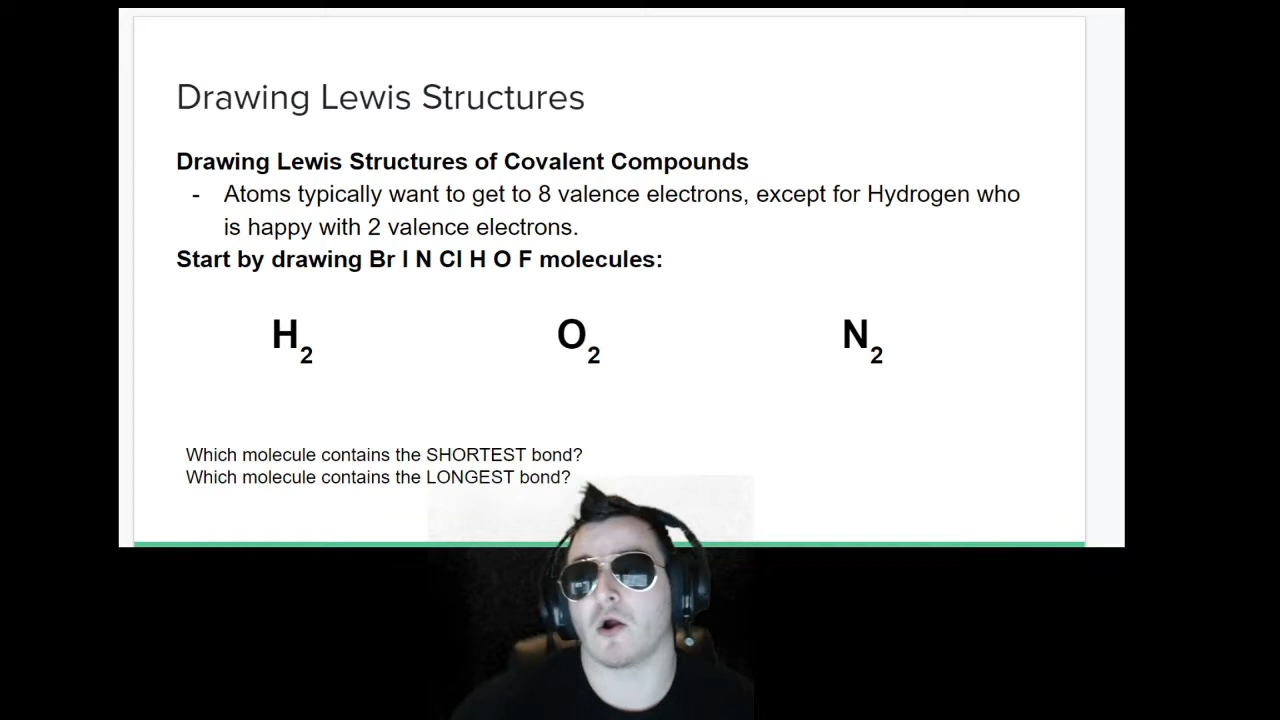 Drawing Lewis Structures
Drawing Lewis Structures of Covalent Compounds
- Atoms typically want to get to 8 valence electrons, except for Hydrogen who
is happy with 2 valence electrons.
Start by drawing Br I N Cl H O F molecules:
H₂ O₂ N₂
Which molecule contains the SHORTEST bond?
Which molecule contains the LONGEST bond?